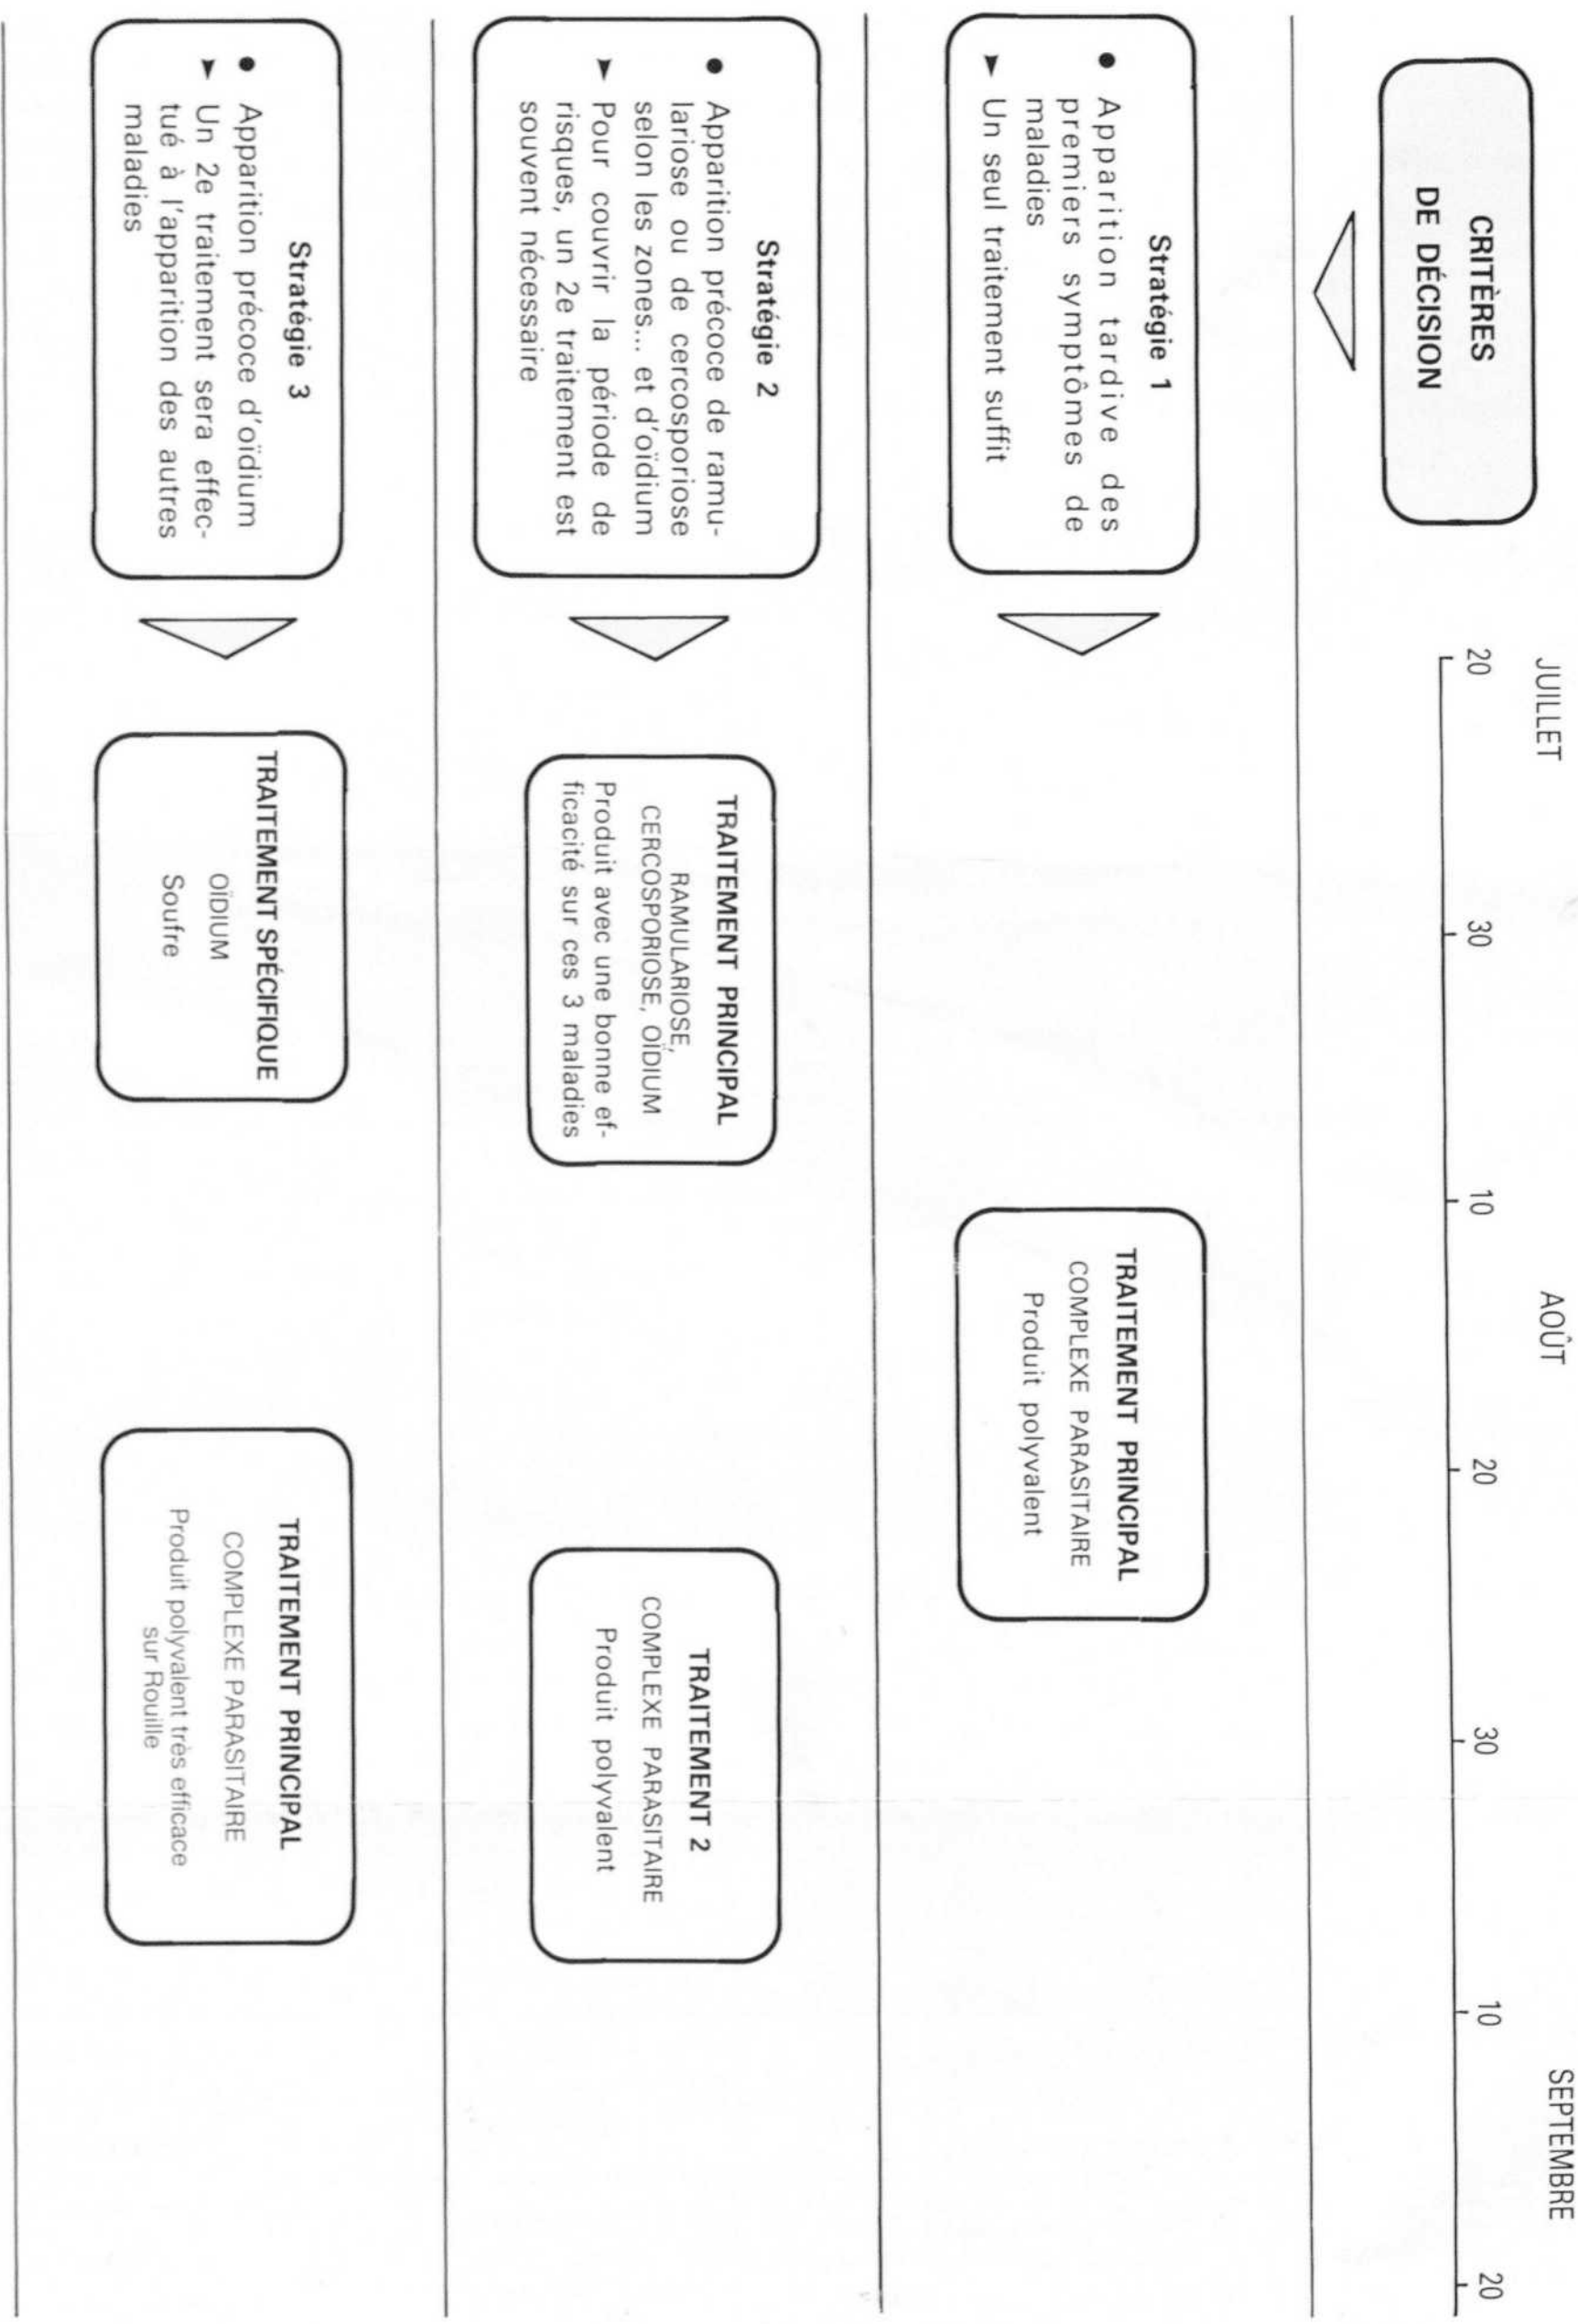 CRITÈRES
DE DÉCISION
JUILLET
AOÛT
SEPTEMBRE
20
30
10
20
30
10
20
Stratégie 1
● Apparition tardive des
premiers symptômes de
maladies
➤ Un seul traitement suffit
TRAITEMENT PRINCIPAL
COMPLEXE PARASITAIRE
Produit polyvalent
Stratégie 2
● Apparition précoce de ramu-
lariose ou de cercosporiose
selon les zones... et d'oïdium
➤ Pour couvrir la période de
risques, un 2e traitement est
souvent nécessaire
TRAITEMENT PRINCIPAL
RAMULARIOSE,
CERCOSPORIOSE, OÏDIUM
Produit avec une bonne ef-
ficacité sur ces 3 maladies
TRAITEMENT 2
COMPLEXE PARASITAIRE
Produit polyvalent
Stratégie 3
● Apparition précoce d'oïdium
➤ Un 2e traitement sera effec-
tué à l'apparition des autres
maladies
TRAITEMENT SPÉCIFIQUE
OÏDIUM
Soufre
TRAITEMENT PRINCIPAL
COMPLEXE PARASITAIRE
Produit polyvalent très efficace
sur Rouille